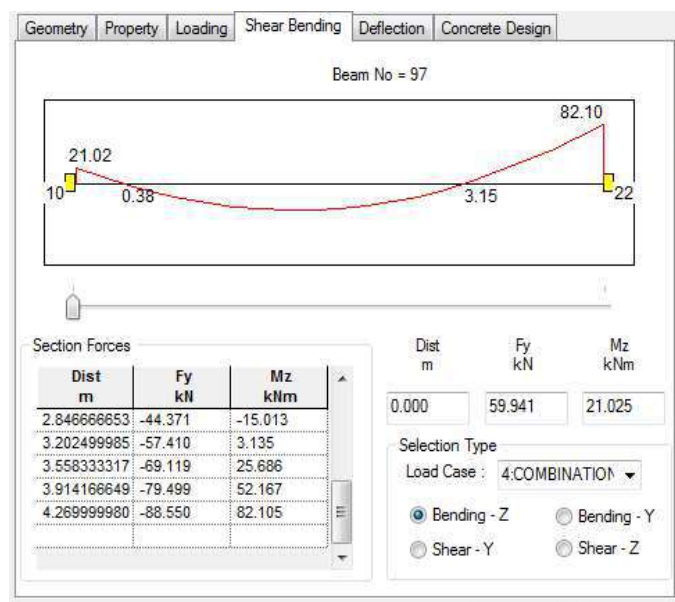 Geometry Property Loading Shear Bending Deflection Concrete Design
Beam No = 97
82.10
21.02
10 0.38 3.15 22
Section Forces
Dist m Fy kN Mz kNm
2.846666653 -44.371 -15.013
3.202499985 -57.410 3.135
3.558333317 -69.119 25.686
3.914166649 -79.499 52.167
4.269999980 -88.550 82.105
Dist Fy Mz
m kN kNm
0.000 59.941 21.025
Selection Type
Load Case : 4:COMBINATION
Bending - Z Bending - Y
Shear - Y Shear - Z